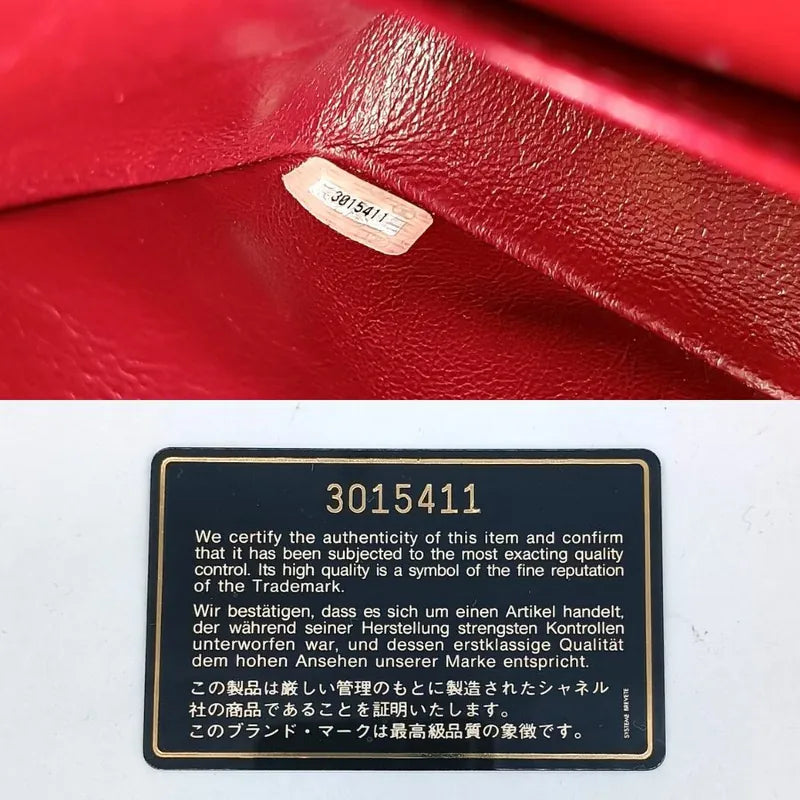 3015411
3015411
We certify the authenticity of this item and confirm
that it has been subjected to the most exacting quality
control. Its high quality is a symbol of the fine reputation
of the Trademark.
Wir bestätigen, dass es sich um einen Artikel handelt,
der während seiner Herstellung strengsten Kontrollen
unterworfen war, und dessen erstklassige Qualität
dem hohen Ansehen unserer Marke entspricht.
この製品は厳しい管理のもとに製造されたシャネル
社の商品であることを証明いたします。
このブランド・マークは最高級品質の象徴です。